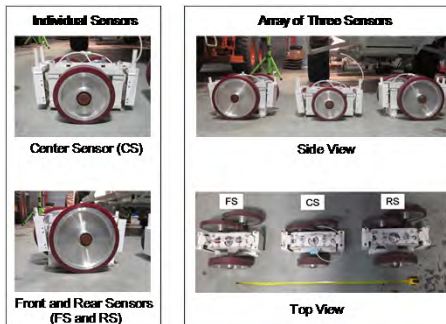 Individual Sensors
Center Sensor (CS)
Front and Rear Sensors
(FS and RS)
Array of Three Sensors
Side View
FS
CS
RS
Top View